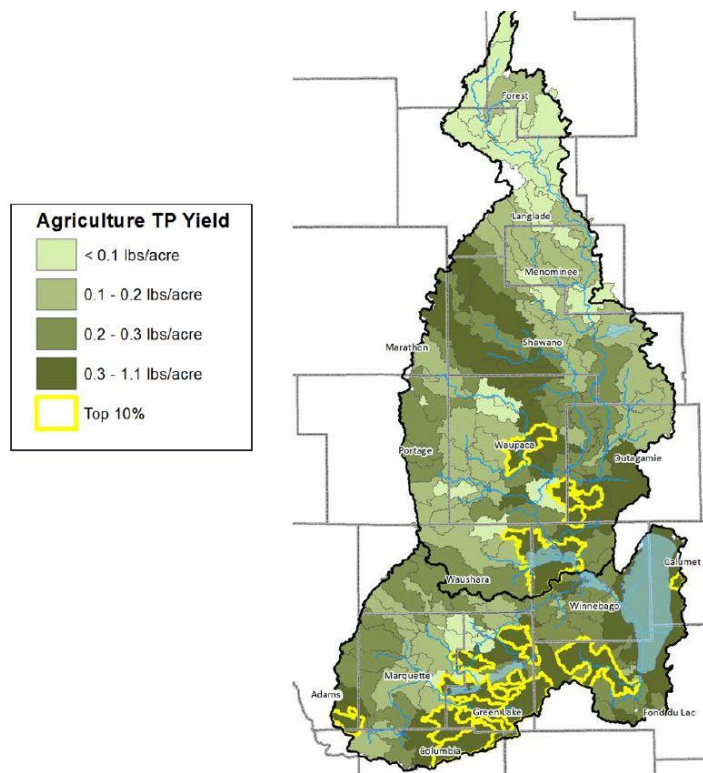 Agriculture TP Yield
< 0.1 lbs/acre
0.1 - 0.2 lbs/acre
0.2 - 0.3 lbs/acre
0.3 - 1.1 lbs/acre
Top 10%
Forest
Langlade
Menominee
Marathon
Shawano
Waupaca
Portage
Outagamie
Calumet
Waushara
Winnebago
Marquette
Adams
Green Lake
Fond du Lac
Columbia